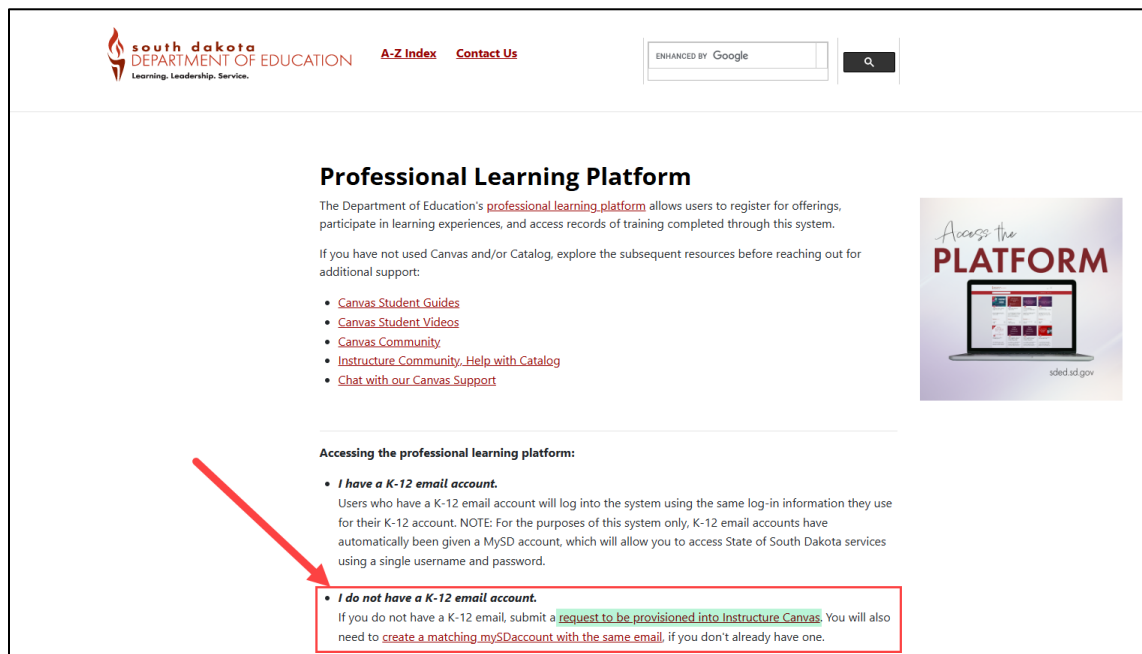 south dakota
DEPARTMENT OF EDUCATION
Learning. Leadership. Service.
A-Z Index Contact Us
ENHANCED BY Google
Professional Learning Platform
The Department of Education's professional learning platform allows users to register for offerings,
participate in learning experiences, and access records of training completed through this system.
If you have not used Canvas and/or Catalog, explore the subsequent resources before reaching out for
additional support:
• Canvas Student Guides
• Canvas Student Videos
• Canvas Community
• Instructure Community, Help with Catalog
• Chat with our Canvas Support
Access the
PLATFORM
sded.sd.gov
Accessing the professional learning platform:
• I have a K-12 email account.
Users who have a K-12 email account will log into the system using the same log-in information they use
for their K-12 account. NOTE: For the purposes of this system only, K-12 email accounts have
automatically been given a MySD account, which will allow you to access State of South Dakota services
using a single username and password.
• I do not have a K-12 email account.
If you do not have a K-12 email, submit a request to be provisioned into Instructure Canvas. You will also
need to create a matching mySDaccount with the same email, if you don't already have one.